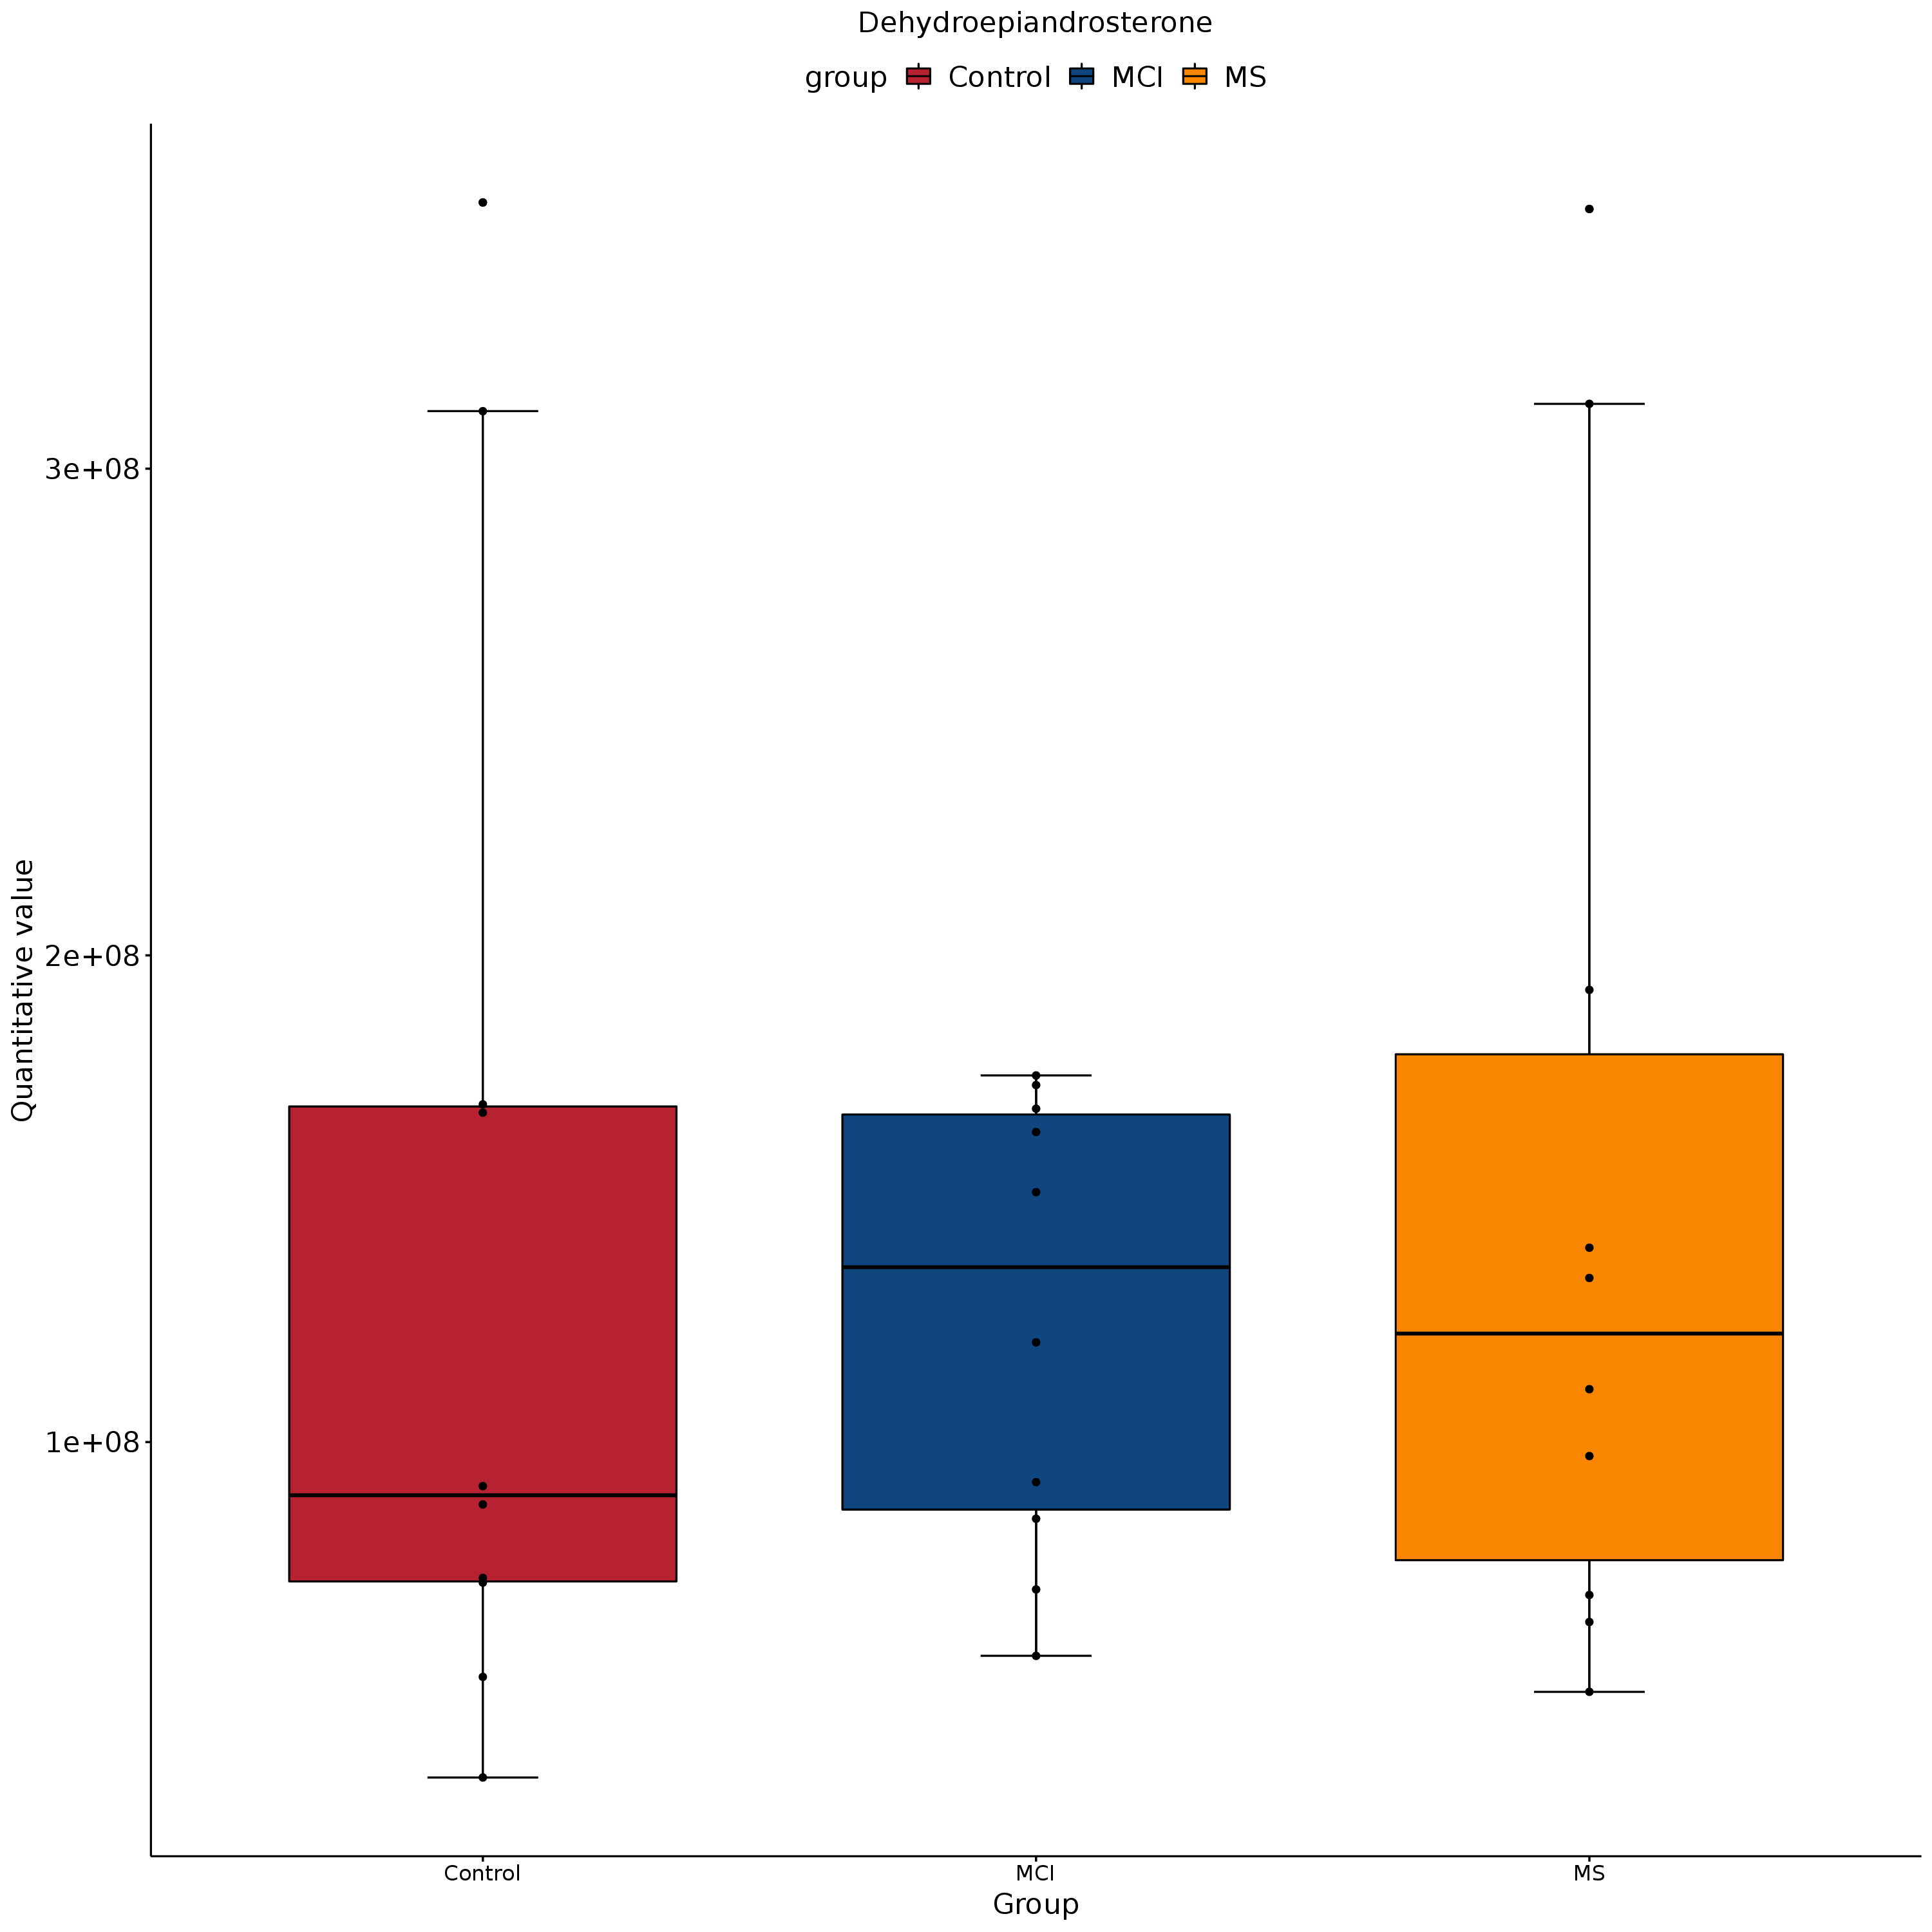 Dehydroepiandrosterone
group Control MCI MS
Quantitative value
3e+08
2e+08
1e+08
Control MCI MS
Group